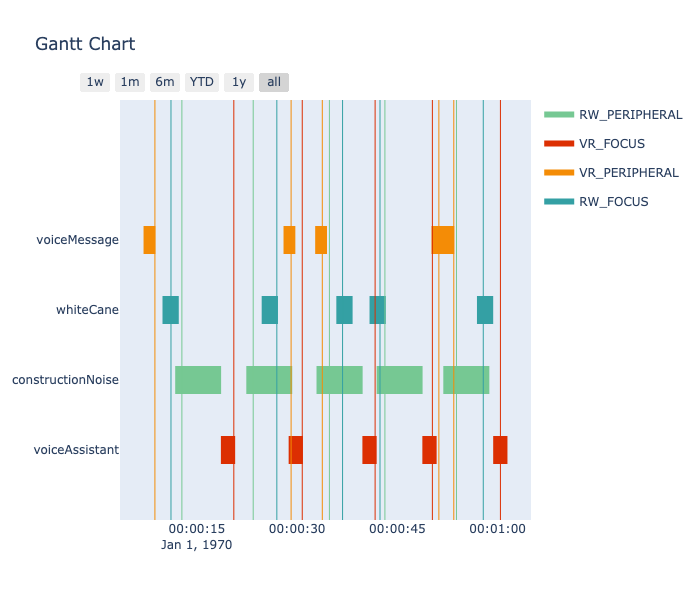 Gantt Chart
1w 1m 6m YTD 1y all
RW_PERIPHERAL
VR_FOCUS
VR_PERIPHERAL
RW_FOCUS
voiceMessage
whiteCane
constructionNoise
voiceAssistant
00:00:15 00:00:30 00:00:45 00:01:00
Jan 1, 1970